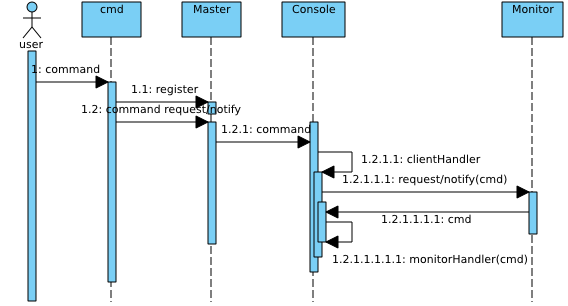 cmd
Master
Console
Monitor
user
1: command
1.1: register
1.2: command request/notify
1.2.1: command
1.2.1.1: clientHandler
1.2.1.1.1: request/notify(cmd)
1.2.1.1.1.1: cmd
1.2.1.1.1.1.1: monitorHandler(cmd)